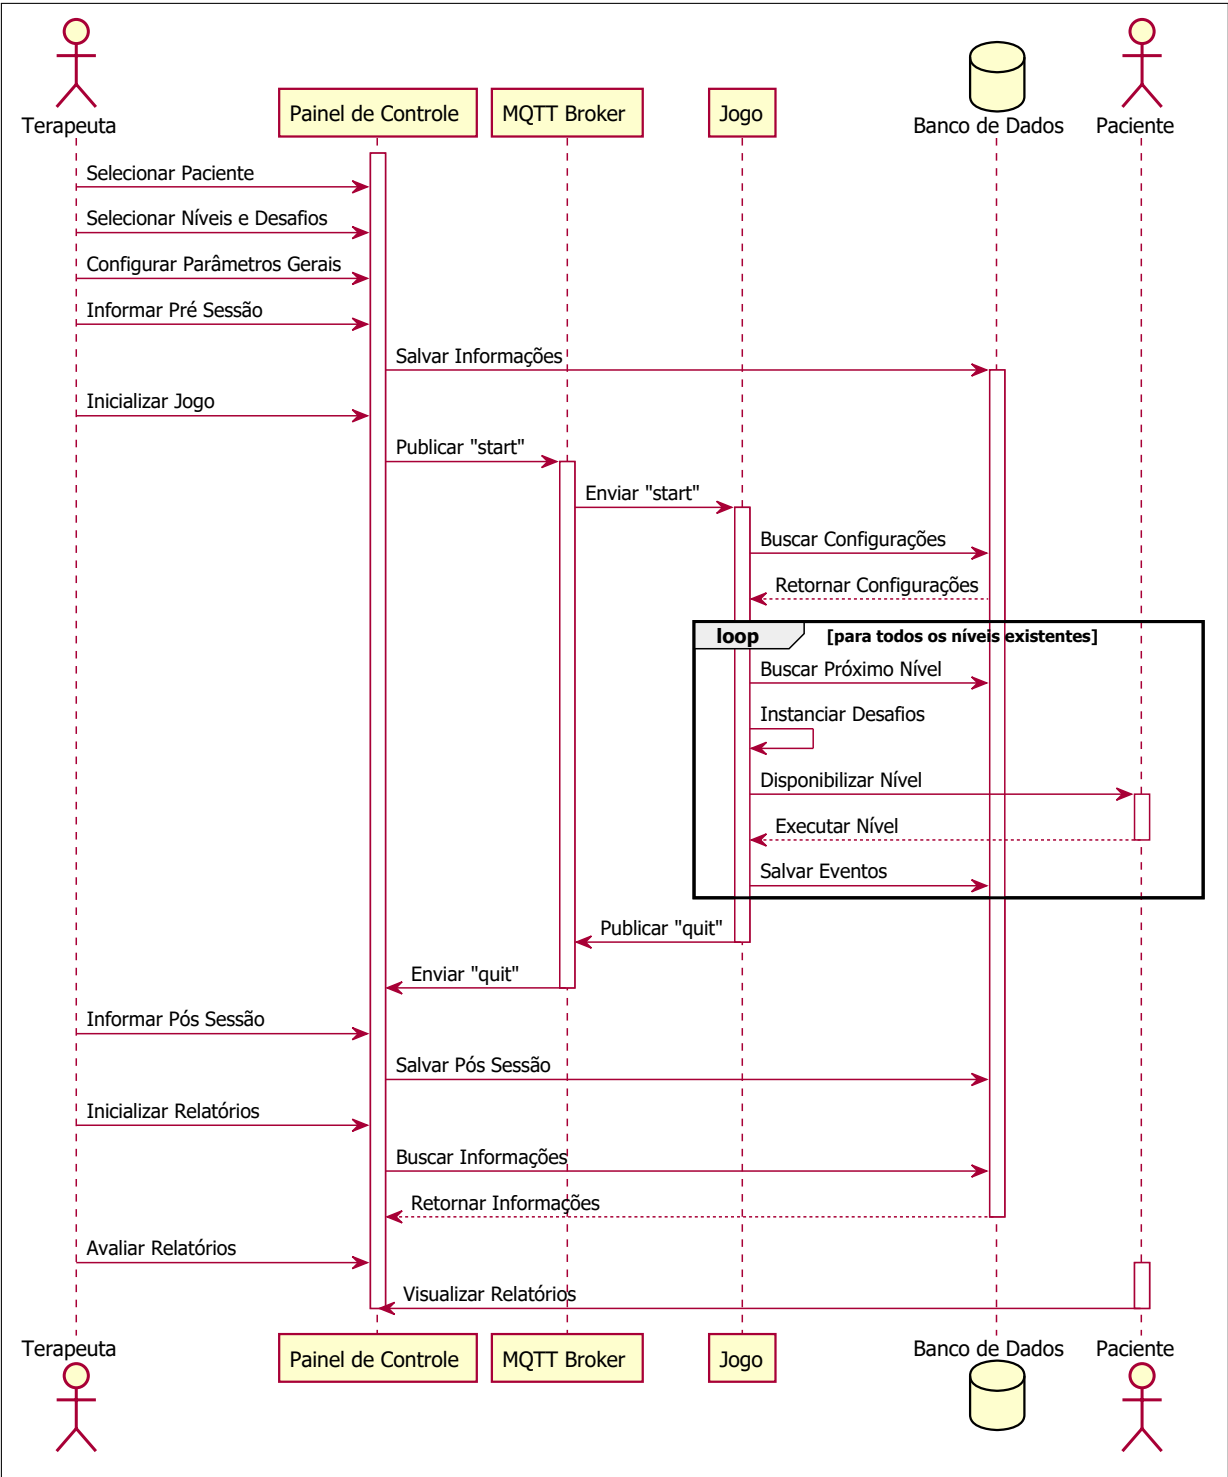 Terapeuta
Painel de Controle
MQTT Broker
Jogo
Banco de Dados
Paciente
Selecionar Paciente
Selecionar Níveis e Desafios
Configurar Parâmetros Gerais
Informar Pré Sessão
Salvar Informações
Inicializar Jogo
Publicar "start"
Enviar "start"
Buscar Configurações
Retornar Configurações
loop
[para todos os níveis existentes]
Buscar Próximo Nível
Instanciar Desafios
Disponibilizar Nível
Executar Nível
Salvar Eventos
Publicar "quit"
Enviar "quit"
Informar Pós Sessão
Salvar Pós Sessão
Inicializar Relatórios
Buscar Informações
Retornar Informações
Avaliar Relatórios
Visualizar Relatórios
Terapeuta
Painel de Controle
MQTT Broker
Jogo
Banco de Dados
Paciente